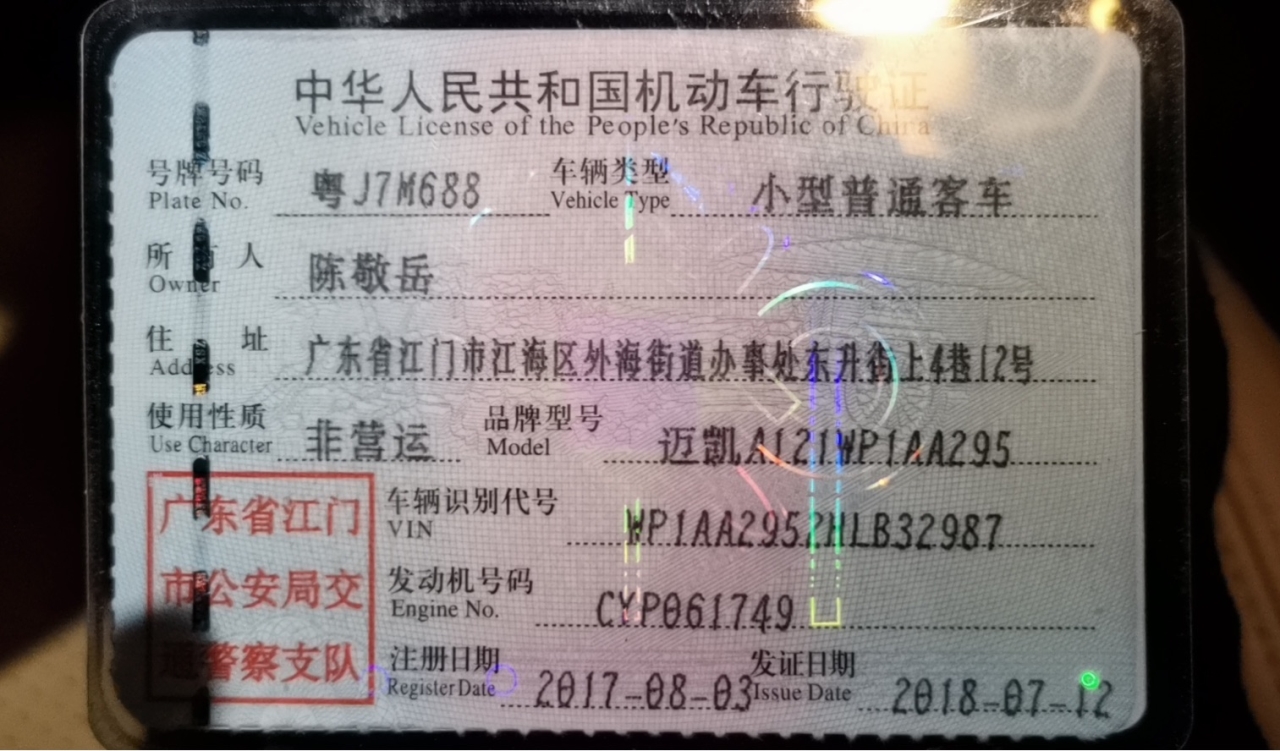 中华人民共和国机动车行驶证
Vehicle License of the People's Republic of China
号牌号码 粤J7M688 车辆类型 小型普通客车
Plate No. Vehicle Type
所有人 陈敬岳
Owner
住址 广东省江门市江海区外海街道办事处东升街上4巷12号
Address
使用性质 非营运 品牌型号 迈凯A121WP1AA295
Use Character Model
广东省江门
市公安局交
通警察支队
车辆识别代号 WP1AA2952HLB32987
VIN
发动机号码 CYP061749
Engine No.
注册日期 2017-08-03 发证日期 2018-07-12
Register Date Issue Date